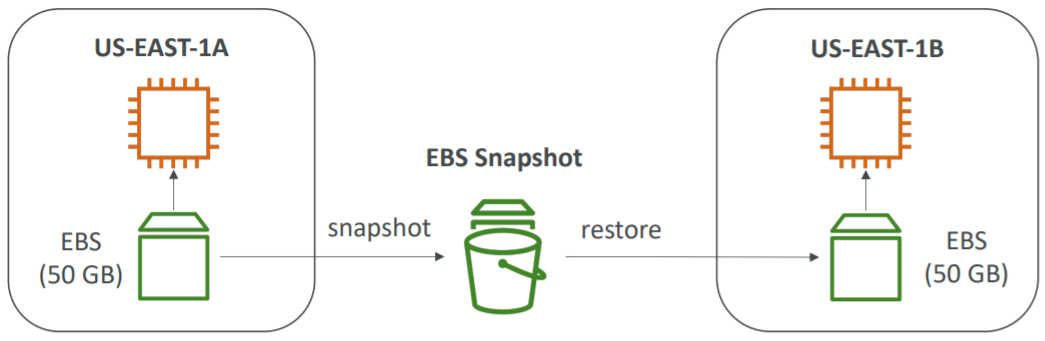 US-EAST-1A
EBS
(50 GB)
snapshot
EBS Snapshot
restore
US-EAST-1B
EBS
(50 GB)